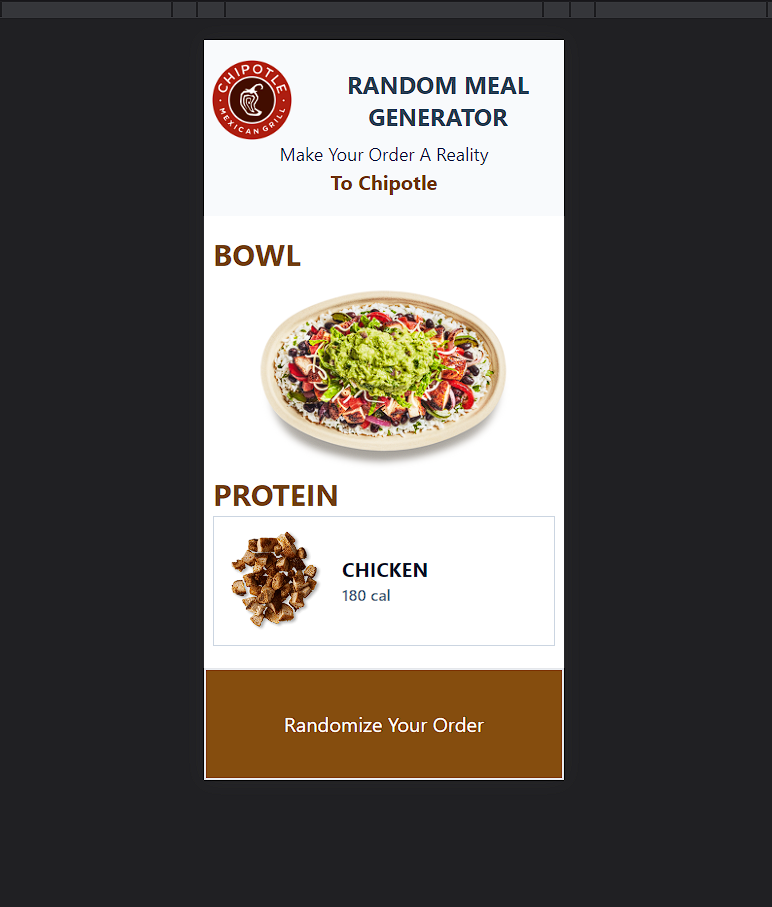 CHIPOTLE
MEXICAN GRILL
RANDOM MEAL
GENERATOR
Make Your Order A Reality
To Chipotle
BOWL
PROTEIN
CHICKEN
180 cal
Randomize Your Order